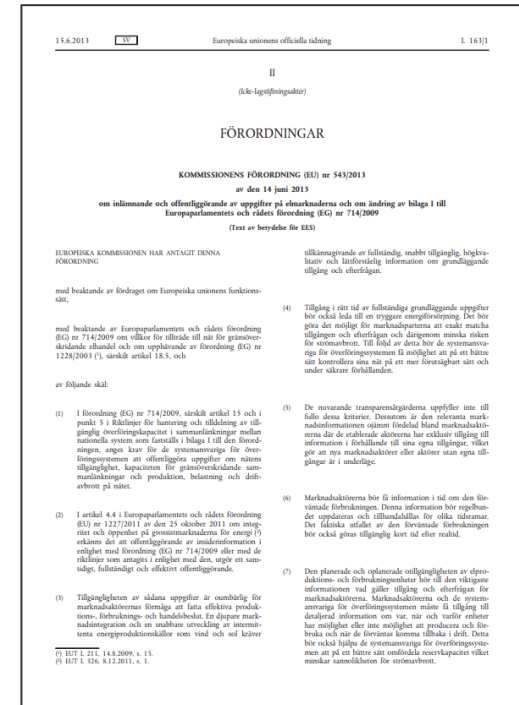 15.6.2013
SV
Europeiska unionens officiella tidning
L 163/1
II
(Icke-lagstiftningsakter)
FÖRORDNINGAR
KOMMISSIONENS FÖRORDNING (EU) nr 543/2013
av den 14 juni 2013
om inlämnande och offentliggörande av uppgifter på elmarknaderna och om ändring av bilaga I till
Europaparlamentets och rådets förordning (EG) nr 714/2009
(Text av betydelse för EES)
EUROPEISKA KOMMISSIONEN HAR ANTAGIT DENNA
FÖRORDNING
med beaktande av fördraget om Europeiska unionens funktions-
sätt,
med beaktande av Europaparlamentets och rådets förordning
(EG) nr 714/2009 om villkor för tillträde till nät för gränsöver-
skridande elhandel och om upphävande av förordning (EG) nr
1228/2003 (¹), särskilt artikel 18.5, och
av följande skäl:
(1) I förordning (EG) nr 714/2009, särskilt artikel 15 och i
punkt 5 i Riktlinjer för hantering och tilldelning av till-
gänglig överföringskapacitet i sammanlänkningar mellan
nationella system som fastställs i bilaga I till den förord-
ningen, anges krav för de systemansvariga för över-
föringssystemen att offentliggöra uppgifter om nätens
tillgänglighet, kapaciteten för gränsöverskridande sam-
manlänkningar och produktion, belastning och drift-
avbrott på nätet.
(2) I artikel 4.4 i Europaparlamentets och rådets förordning
(EU) nr 1227/2011 av den 25 oktober 2011 om integ-
ritet och öppenhet på grossistmarknaderna för energi (²)
erkänns det att offentliggörande av insiderinformation i
enlighet med förordning (EG) nr 714/2009 eller med de
riktlinjer som antagits i enlighet med den, utgör ett sam-
tidigt, fullständigt och effektivt offentliggörande.
(3) Tillgängligheten av sådana uppgifter är oumbärlig för
marknadsaktörernas förmåga att fatta effektiva produk-
tions-, förbruknings- och handelsbeslut. En djupare mark-
nadsintegration och en snabbare utveckling av intermit-
tenta energiproduktionskällor som vind och sol kräver
(¹) EUT L 211, 14.8.2009, s. 15.
(²) EUT L 326, 8.12.2011, s. 1.
tillkännagivande av fullständig, snabbt tillgänglig, högkva-
litativ och lättförståelig information om grundläggande
tillgång och efterfrågan.
(4) Tillgång i rätt tid av fullständiga grundläggande uppgifter
bör också leda till en tryggare energiförsörjning. Det bör
göra det möjligt för marknadsparterna att exakt matcha
tillgången och efterfrågan och därigenom minska risken
för strömavbrott. Till följd av detta bör de systemansva-
riga för överföringssystemen få möjlighet att på ett bättre
sätt kontrollera sina nät på ett mer förutsägbart sätt och
under säkrare förhållanden.
(5) De nuvarande transparensåtgärderna uppfyller inte till
fullo dessa kriterier. Dessutom är den relevanta mark-
nadsinformationen ojämnt fördelad bland marknadsaktö-
rerna där de etablerade aktörerna har exklusiv tillgång till
information i förhållande till sina egna tillgångar, vilket
gör att nya marknadsaktörer eller aktörer utan egna till-
gångar är i underläge.
(6) Marknadsaktörerna bör få information i tid om den för-
väntade förbrukningen. Denna information bör regelbun-
det uppdateras och tillhandahållas för olika tidsramar.
Det faktiska utfallet av den förväntade förbrukningen
bör också göras tillgänglig kort tid efter realtid.
(7) Den planerade och oplanerade otillgängligheten av elpro-
duktions- och förbrukningsenheter hör till den viktigaste
informationen vad gäller tillgång och efterfrågan för
marknadsaktörerna. Marknadsaktörerna och de system-
ansvariga för överföringssystemen måste få tillgång till
detaljerad information om var, när och varför enheter
har möjlighet eller inte möjlighet att producera och för-
bruka och när de förväntas komma tillbaka i drift. Detta
bör också hjälpa de systemansvariga för överföringssyste-
men att på ett bättre sätt omfördela reservkapacitet vilket
minskar sannolikheten för strömavbrott.